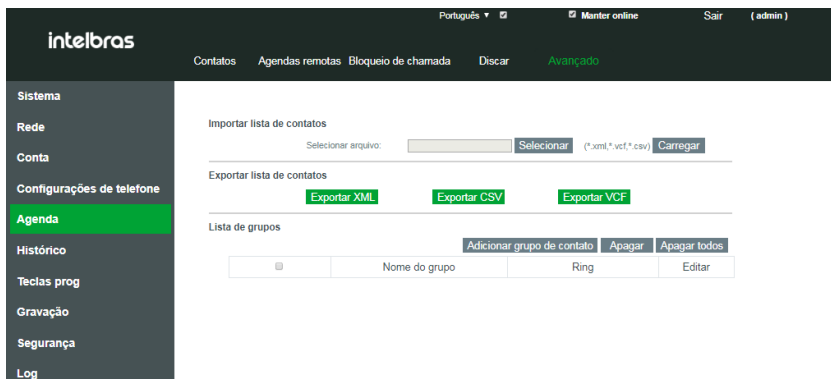 Português ▼ Manter online Sair ( admin )
intelbras
Contatos Agendas remotas Bloqueio de chamada Discar Avançado
Sistema
Rede
Conta
Configurações de telefone
Agenda
Histórico
Teclas prog
Gravação
Segurança
Log
Importar lista de contatos
Selecionar arquivo: Selecionar (*.xml,*.vcf,*.csv) Carregar
Exportar lista de contatos
Exportar XML Exportar CSV Exportar VCF
Lista de grupos
Adicionar grupo de contato Apagar Apagar todos
Nome do grupo Ring Editar